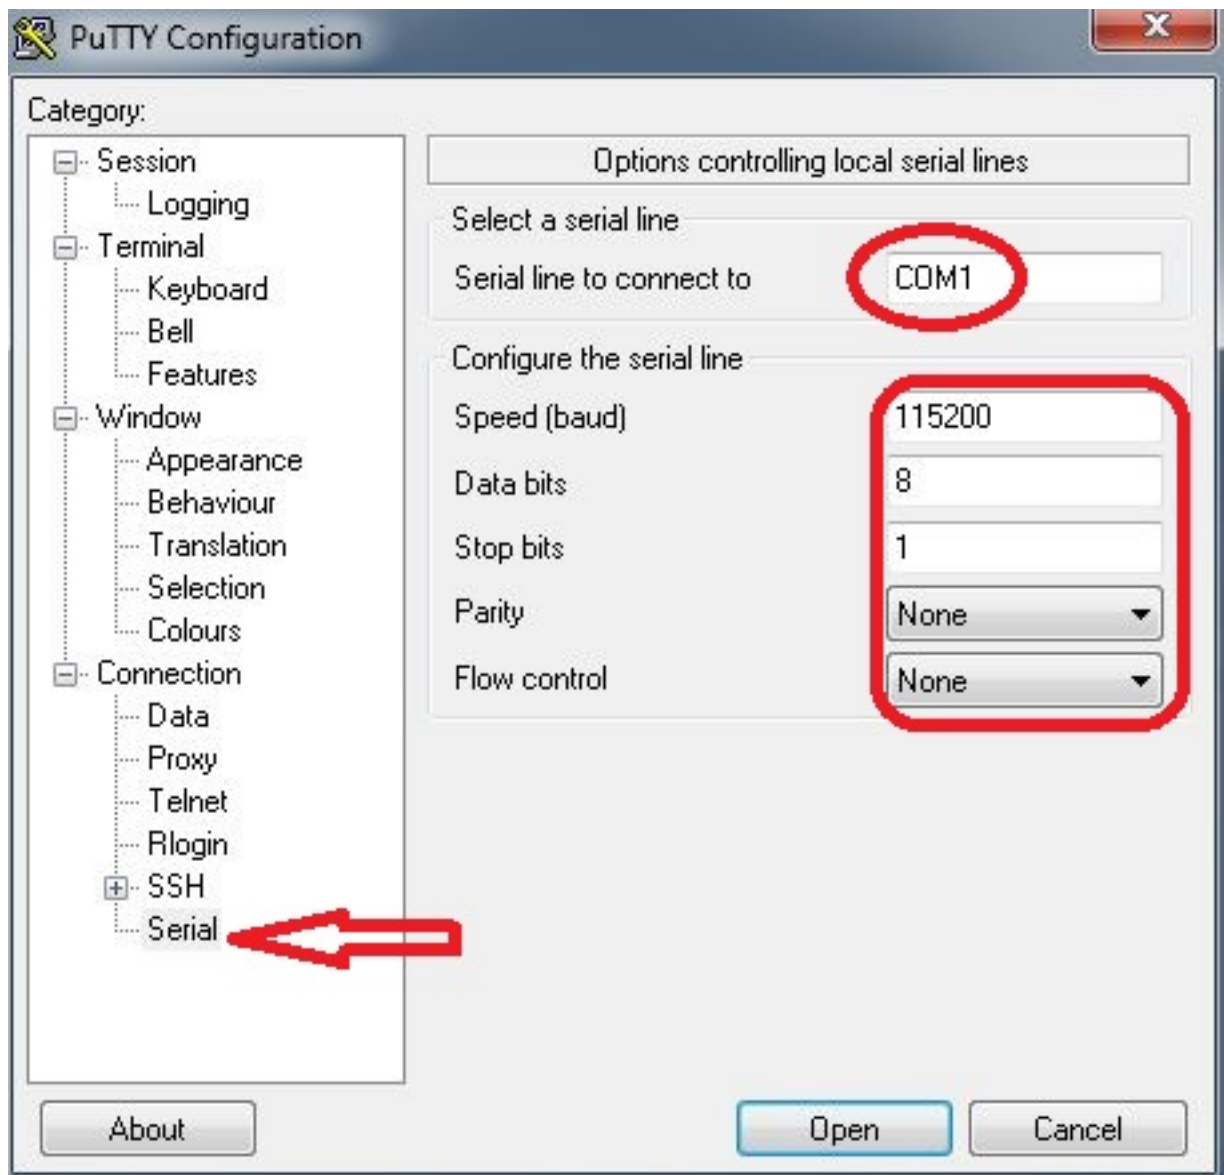 PuTTY Configuration
Category:
Session
Logging
Terminal
Keyboard
Bell
Features
Window
Appearance
Behaviour
Translation
Selection
Colours
Connection
Data
Proxy
Telnet
Rlogin
SSH
Serial
Options controlling local serial lines
Select a serial line
Serial line to connect to COM1
Configure the serial line
Speed (baud) 115200
Data bits 8
Stop bits 1
Parity None
Flow control None
About Open Cancel